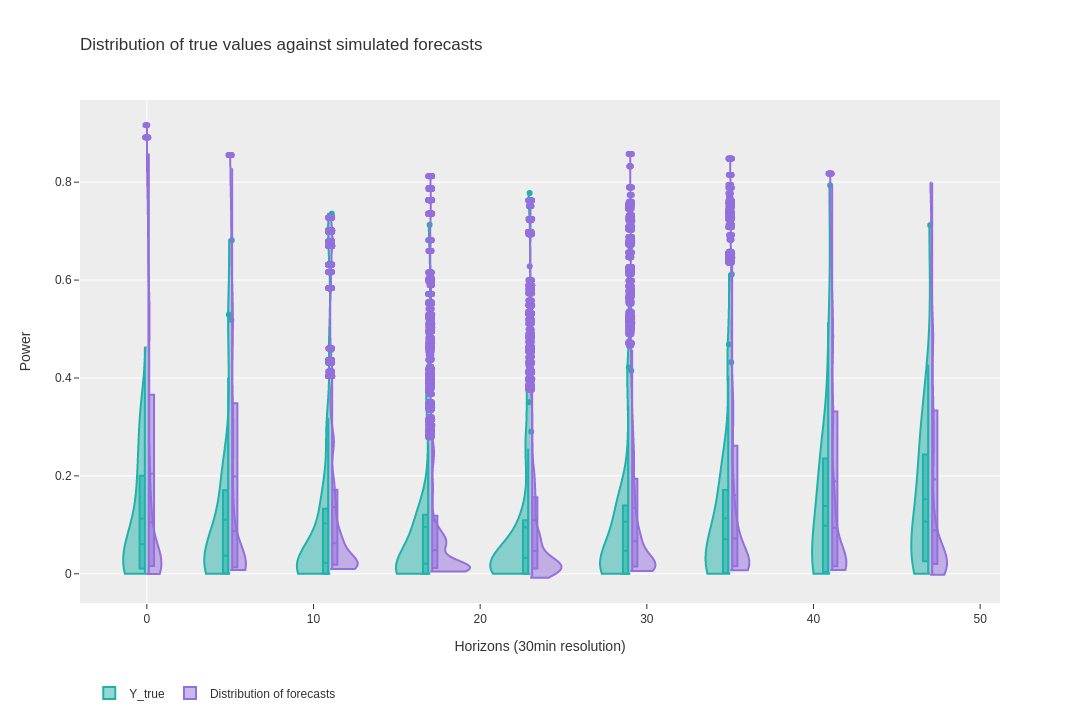 Distribution of true values against simulated forecasts
0.8
0.6
0.4
0.2
0
Power
0 10 20 30 40 50
Horizons (30min resolution)
Y_true Distribution of forecasts